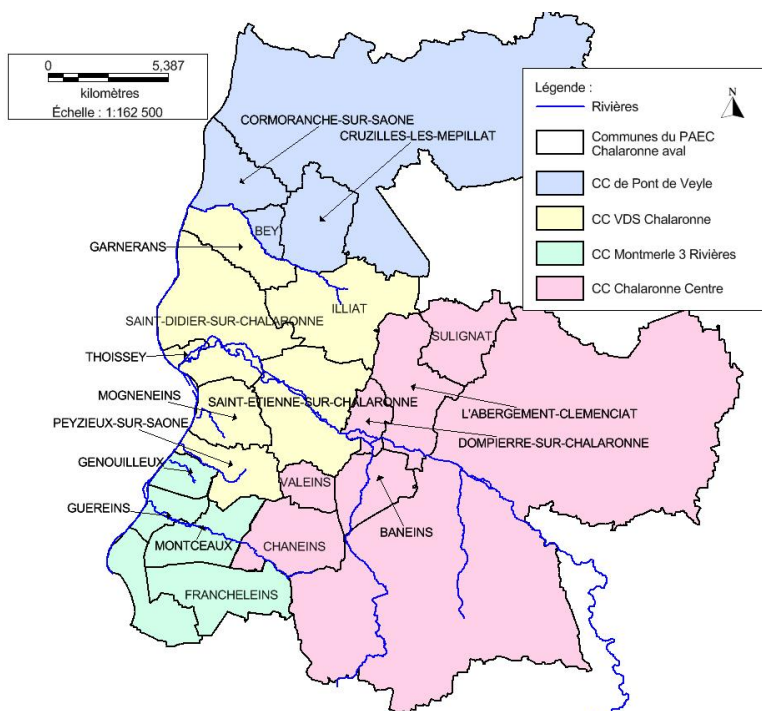 0 5,387
kilomètres
Échelle : 1:162 500
Légende :
N
Rivières
Communes du PAEC
Chalaronne aval
CC de Pont de Veyle
CC VDS Chalaronne
CC Montmerle 3 Rivières
CC Chalaronne Centre
CORMORANCHE-SUR-SAONE
CRUZILLES-LES-MEPILLAT
BEY
GARNERANS
ILLIAT
SAINT-DIDIER-SUR-CHALARONNE
SULIGNAT
THOISSEY
MOGNENEINS
SAINT-ETIENNE-SUR-CHALARONNE
L'ABERGEMENT-CLEMENCIAT
PEYZIEUX-SUR-SAONE
DOMPIERRE-SUR-CHALARONNE
GENOUILLEUX
VALEINS
GUEREINS
BANEINS
MONTCEAUX
CHANEINS
FRANCHELEINS